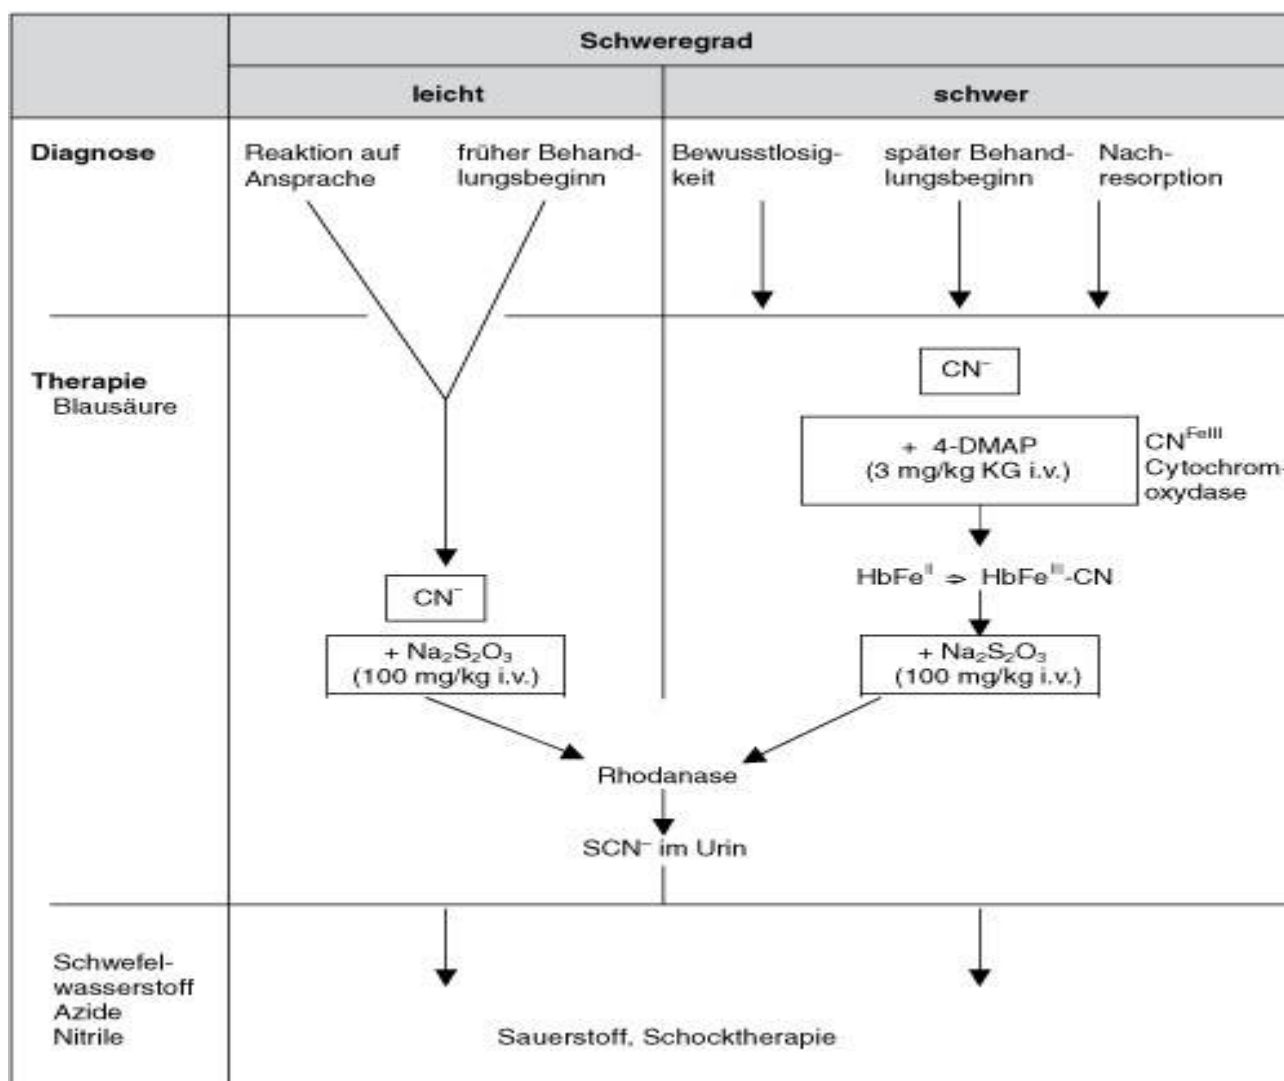 Schweregrad
leicht
schwer
Diagnose
Reaktion auf
Ansprache
früher Behand-
lungsbeginn
Bewusstlosig-
keit
später Behand-
lungsbeginn
Nach-
resorption
Therapie
Blausäure
CN⁻
+ Na₂S₂O₃
(100 mg/kg i.v.)
CN⁻
+ 4-DMAP
(3 mg/kg KG i.v.)
CN^FeIII
Cytochrom-
oxydase
HbFe^II ⇒ HbFe^III-CN
+ Na₂S₂O₃
(100 mg/kg i.v.)
Rhodanase
SCN⁻ im Urin
Schwefel-
wasserstoff
Azide
Nitrile
Sauerstoff, Schocktherapie